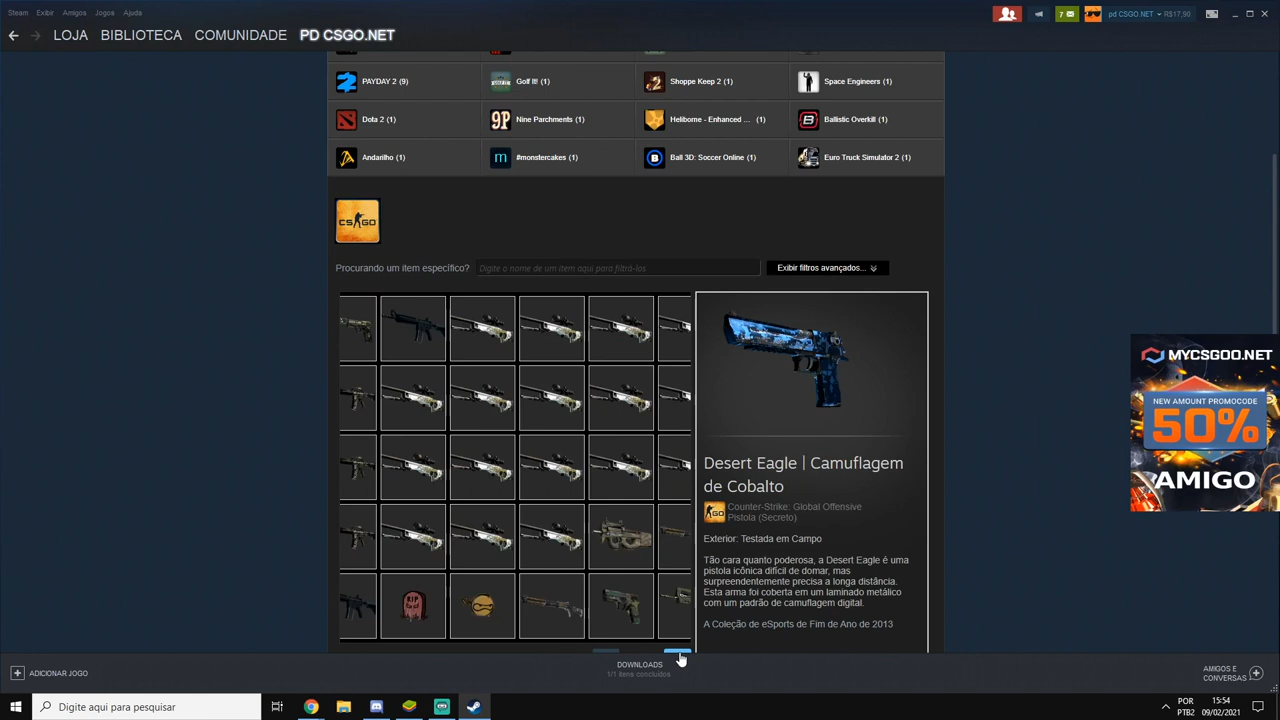 Steam Exibir Amigos Jogos Ajuda
7 pd CSGO.NET R$17,90
LOJA BIBLIOTECA COMUNIDADE PD CSGO.NET
PAYDAY 2 (9) Golf It! (1) Shoppe Keep 2 (1) Space Engineers (1)
Dota 2 (1) Nine Parchments (1) Heliborne - Enhanced ... (1) Ballistic Overkill (1)
Andarilho (1) #monstercakes (1) Ball 3D: Soccer Online (1) Euro Truck Simulator 2 (1)
CS GO
Procurando um item específico? Digite o nome de um item aqui para filtrá-los Exibir filtros avançados...
Desert Eagle | Camuflagem
de Cobalto
Counter-Strike: Global Offensive
Pistola (Secreto)
Exterior: Testada em Campo
Tão cara quanto poderosa, a Desert Eagle é uma
pistola icônica difícil de domar, mas
surpreendentemente precisa a longa distância.
Esta arma foi coberta em um laminado metálico
com um padrão de camuflagem digital.
A Coleção de eSports de Fim de Ano de 2013
MYCSGOO.NET
NEW AMOUNT PROMOCODE
50%
AMIGO
ADICIONAR JOGO
DOWNLOADS
1/1 itens concluídos
AMIGOS E
CONVERSAS
Digite aqui para pesquisar
POR
PTB2
15:54
09/02/2021